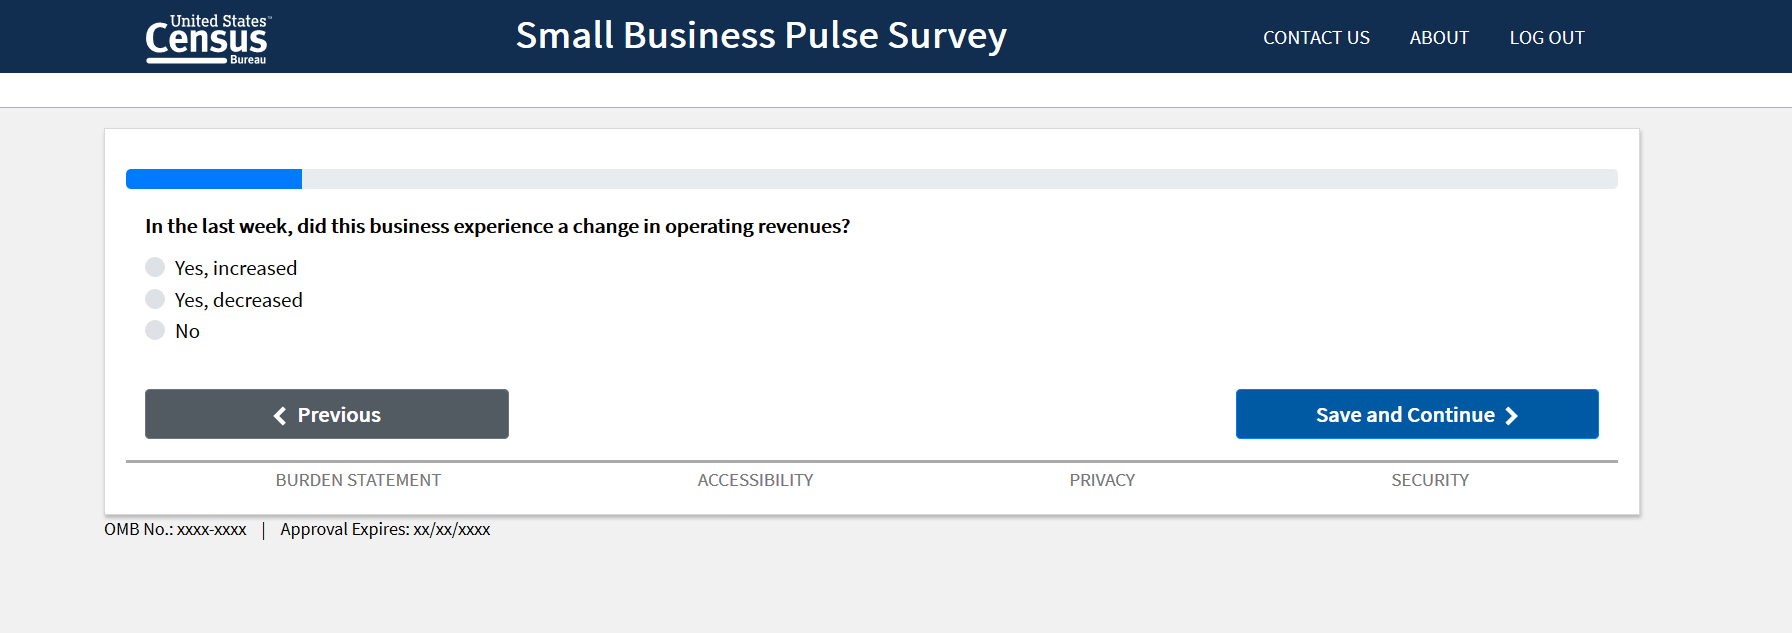 United States™
Census
Bureau
Small Business Pulse Survey
CONTACT US ABOUT LOG OUT
In the last week, did this business experience a change in operating revenues?
Yes, increased
Yes, decreased
No
Previous
Save and Continue
BURDEN STATEMENT ACCESSIBILITY PRIVACY SECURITY
OMB No.: xxxx-xxxx | Approval Expires: xx/xx/xxxx